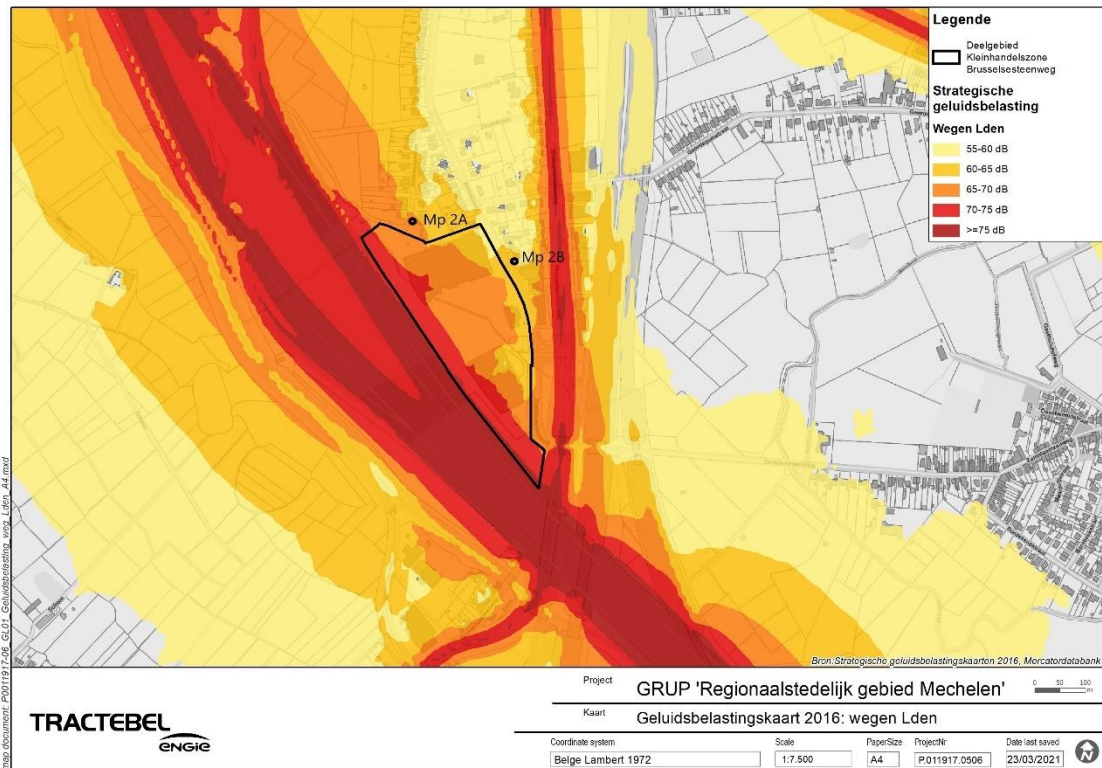 Legende
Deelgebied
Kleinhandelszone
Brusselsesteenweg
Strategische
geluidsbelasting
Wegen Lden
55-60 dB
60-65 dB
65-70 dB
70-75 dB
>=75 dB
Mp 2A
Mp 2B
Bron:Strategische geluidsbelastingskaarten 2016, Mercatordatabank
map document: P0011917-06_GL01_Geluidsbelasting_weg_Lden_A4.mxd
TRACTEBEL
ENGIE
Project
GRUP 'Regionaalstedelijk gebied Mechelen'
0 50 100
m
Kaart
Geluidsbelastingskaart 2016: wegen Lden
Coordinate system
Belge Lambert 1972
Scale
1:7.500
PaperSize
A4
ProjectNr
P.011917.0506
Date last saved
23/03/2021